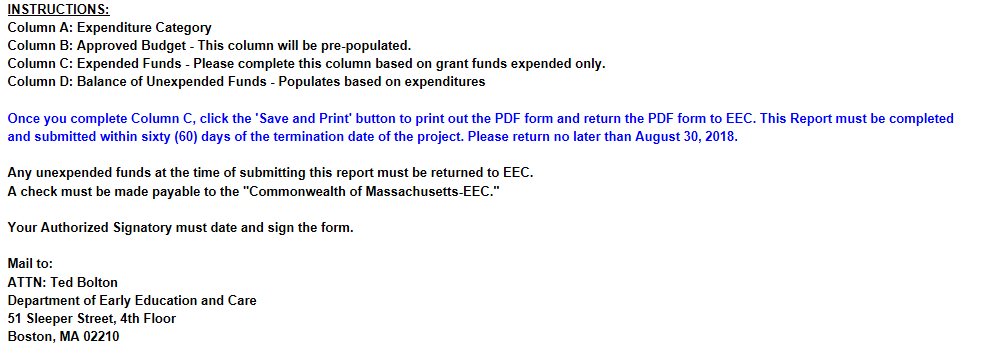 INSTRUCTIONS:
Column A: Expenditure Category
Column B: Approved Budget - This column will be pre-populated.
Column C: Expended Funds - Please complete this column based on grant funds expended only.
Column D: Balance of Unexpended Funds - Populates based on expenditures
Once you complete Column C, click the 'Save and Print' button to print out the PDF form and return the PDF form to EEC. This Report must be completed
and submitted within sixty (60) days of the termination date of the project. Please return no later than August 30, 2018.
Any unexpended funds at the time of submitting this report must be returned to EEC.
A check must be made payable to the "Commonwealth of Massachusetts-EEC."
Your Authorized Signatory must date and sign the form.
Mail to:
ATTN: Ted Bolton
Department of Early Education and Care
51 Sleeper Street, 4th Floor
Boston, MA 02210